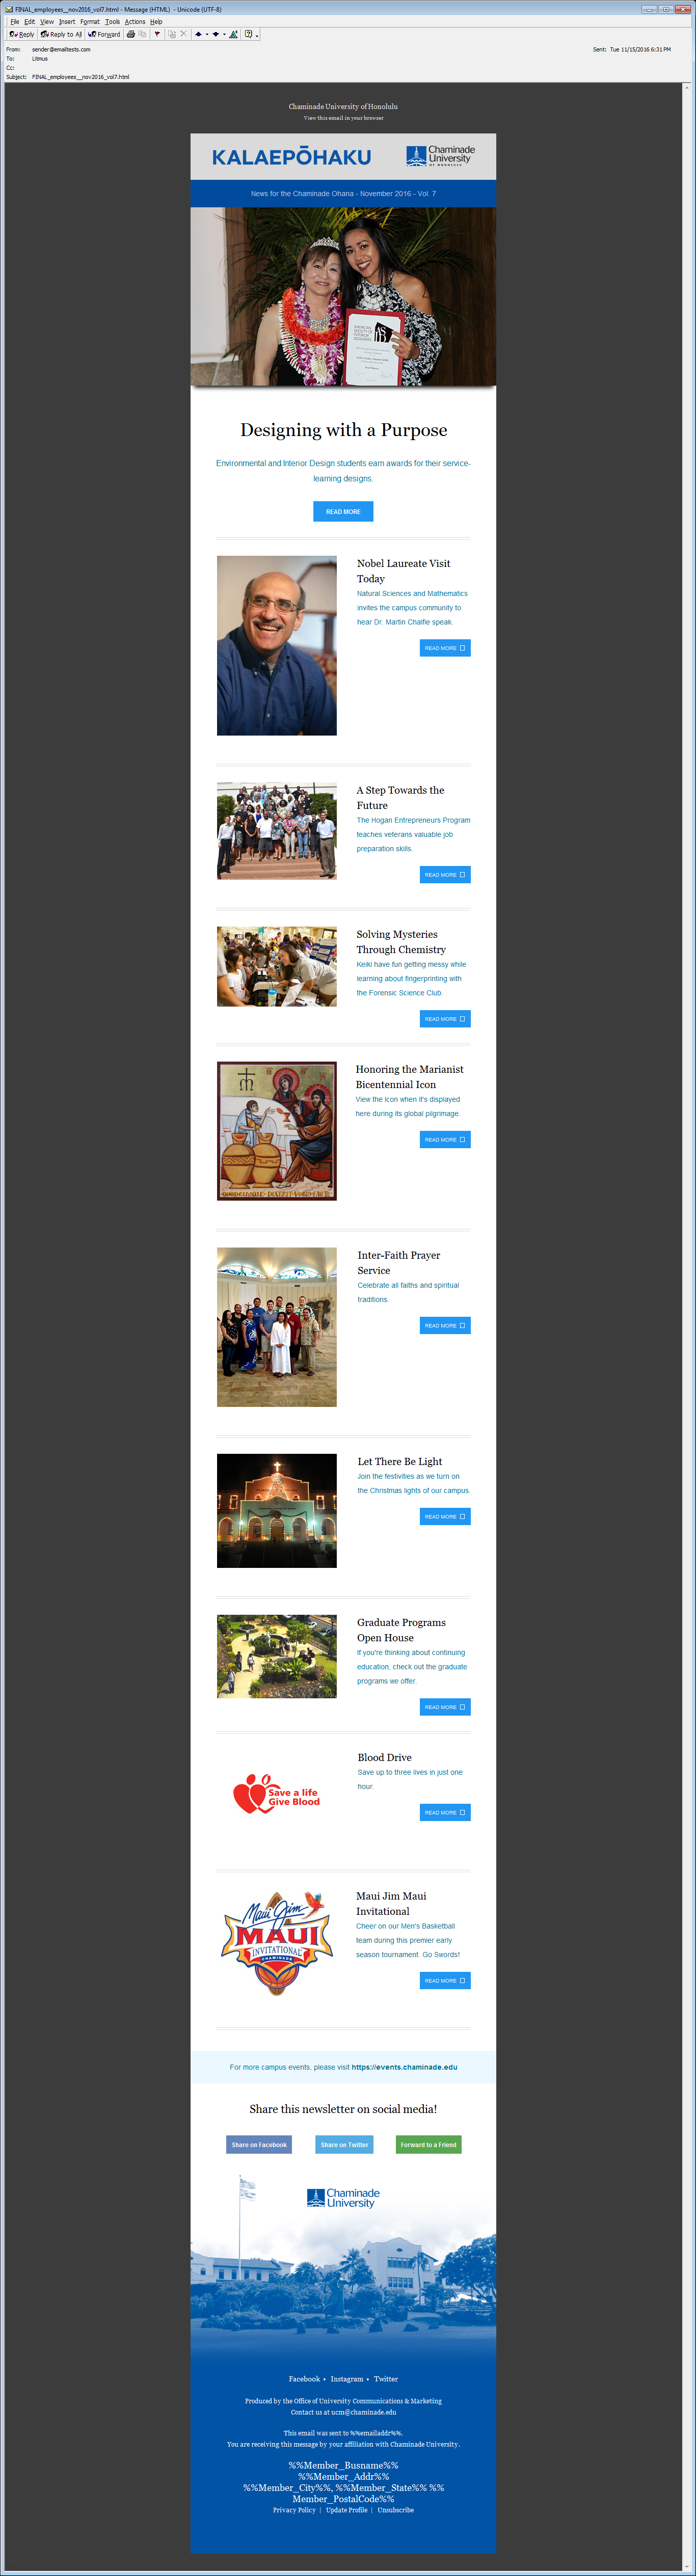 FINAL_employees__nov2016_vol7.html - Message (HTML) - Unicode (UTF-8)
File Edit View Insert Format Tools Actions Help
Reply Reply to All Forward
From: sender@emailtests.com Sent: Tue 11/15/2016 6:31 PM
To: Litmus
Cc:
Subject: FINAL_employees__nov2016_vol7.html
Chaminade University of Honolulu
View this email in your browser
KALAEPŌHAKU
Chaminade
University
OF HONOLULU
News for the Chaminade Ohana - November 2016 - Vol. 7
Designing with a Purpose
Environmental and Interior Design students earn awards for their service-
learning designs.
READ MORE
Nobel Laureate Visit
Today
Natural Sciences and Mathematics
invites the campus community to
hear Dr. Martin Chalfie speak.
READ MORE
A Step Towards the
Future
The Hogan Entrepreneurs Program
teaches veterans valuable job
preparation skills.
READ MORE
Solving Mysteries
Through Chemistry
Keiki have fun getting messy while
learning about fingerprinting with
the Forensic Science Club.
READ MORE
Honoring the Marianist
Bicentennial Icon
View the Icon when it's displayed
here during its global pilgrimage.
READ MORE
Inter-Faith Prayer
Service
Celebrate all faiths and spiritual
traditions.
READ MORE
Let There Be Light
Join the festivities as we turn on
the Christmas lights of our campus.
READ MORE
Graduate Programs
Open House
If you're thinking about continuing
education, check out the graduate
programs we offer.
READ MORE
Save a life
Give Blood
Blood Drive
Save up to three lives in just one
hour.
READ MORE
Maui Jim
MAUI
INVITATIONAL
CHAMINADE
Maui Jim Maui
Invitational
Cheer on our Men's Basketball
team during this premier early
season tournament. Go Swords!
READ MORE
For more campus events, please visit https://events.chaminade.edu
Share this newsletter on social media!
Share on Facebook Share on Twitter Forward to a Friend
Chaminade
University
Facebook • Instagram • Twitter
Produced by the Office of University Communications & Marketing
Contact us at ucm@chaminade.edu
This email was sent to %%emailaddr%%.
You are receiving this message by your affiliation with Chaminade University.
%%Member_Busname%%
%%Member_Addr%%
%%Member_City%%, %%Member_State%% %%
Member_PostalCode%%
Privacy Policy | Update Profile | Unsubscribe